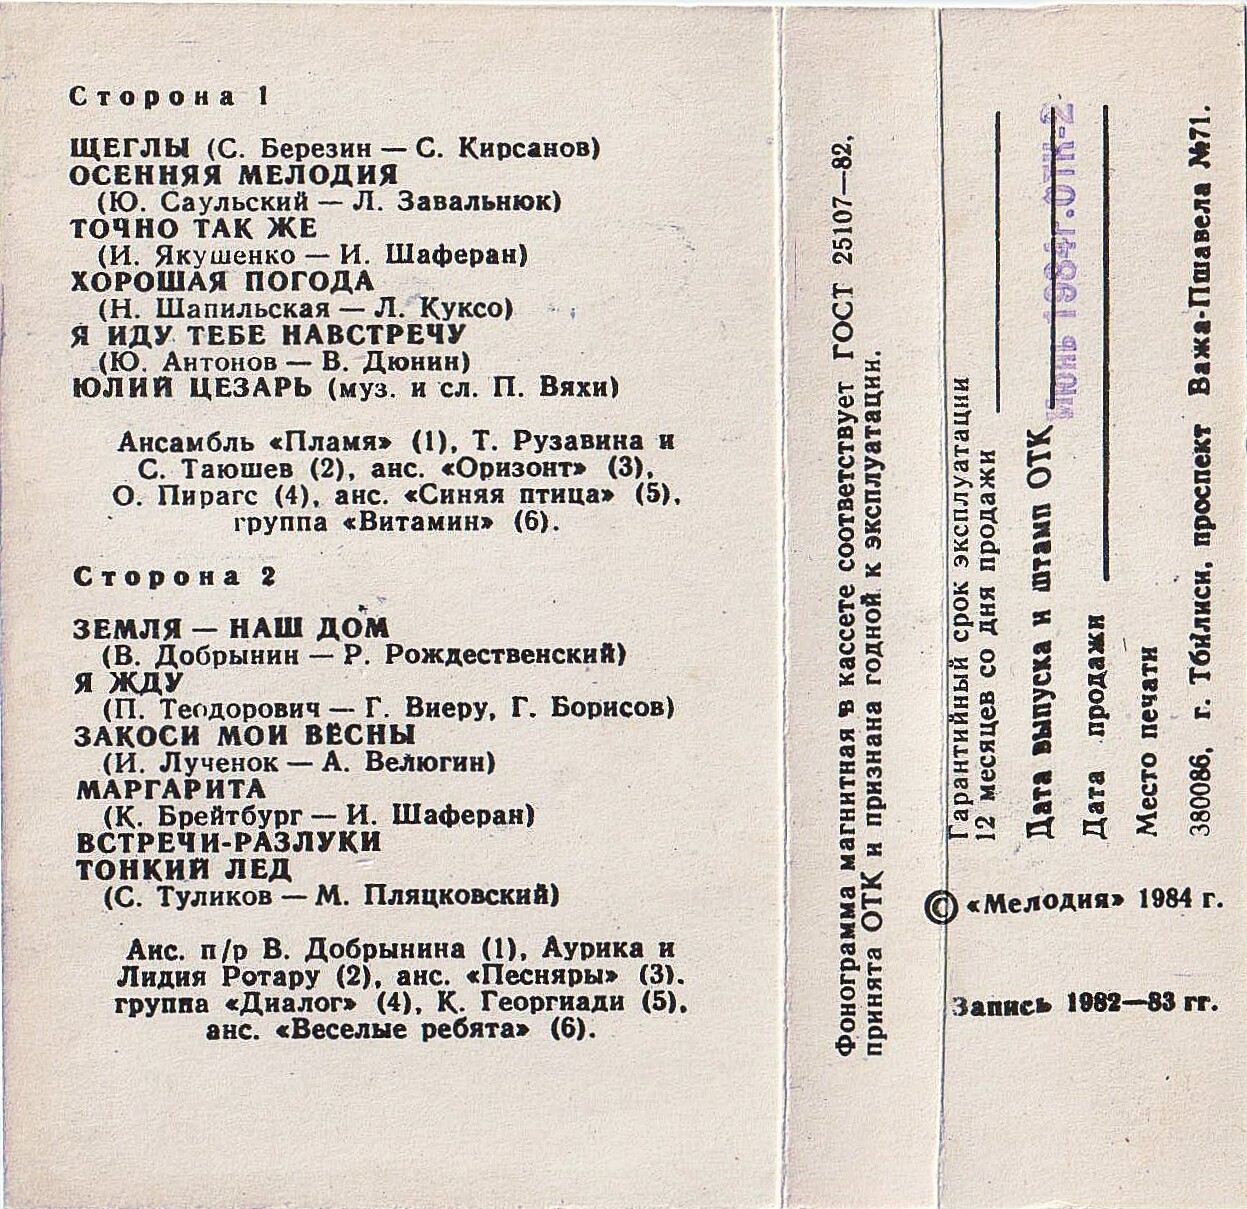 Сторона 1
ЩЕГЛЫ (С. Березин — С. Кирсанов)
ОСЕННЯЯ МЕЛОДИЯ
(Ю. Саульский — Л. Завальнюк)
ТОЧНО ТАК ЖЕ
(И. Якушенко — И. Шаферан)
ХОРОШАЯ ПОГОДА
(Н. Шапильская — Л. Куксо)
Я ИДУ ТЕБЕ НАВСТРЕЧУ
(Ю. Антонов — В. Дюнин)
ЮЛИЙ ЦЕЗАРЬ (муз. и сл. П. Вяхи)
Ансамбль «Пламя» (1), Т. Рузавина и
С. Таюшев (2), анс. «Оризонт» (3),
О. Пирагс (4), анс. «Синяя птица» (5),
группа «Витамин» (6).
Сторона 2
ЗЕМЛЯ — НАШ ДОМ
(В. Добрынин — Р. Рождественский)
Я ЖДУ
(П. Теодорович — Г. Виеру, Г. Борисов)
ЗАКОСИ МОИ ВЕСНЫ
(И. Лученок — А. Велюгин)
МАРГАРИТА
(К. Брейтбург — И. Шаферан)
ВСТРЕЧИ-РАЗЛУКИ
ТОНКИЙ ЛЕД
(С. Туликов — М. Пляцковский)
Анс. п/р В. Добрынина (1), Аурика и
Лидия Ротару (2), анс. «Песняры» (3),
группа «Диалог» (4), К. Георгиади (5),
анс. «Веселые ребята» (6).
Фонограмма магнитная в кассете соответствует ГОСТ 25107—82,
принята ОТК и признана годной к эксплуатации.
Гарантийный срок эксплуатации
12 месяцев со дня продажи
Дата выпуска и штамп ОТК Июнь 1984г. ОТК-2
Дата продажи
Место печати
380086, г. Тбилиси, проспект Важа-Пшавела №71.
© «Мелодия» 1984 г.
Запись 1982—83 гг.